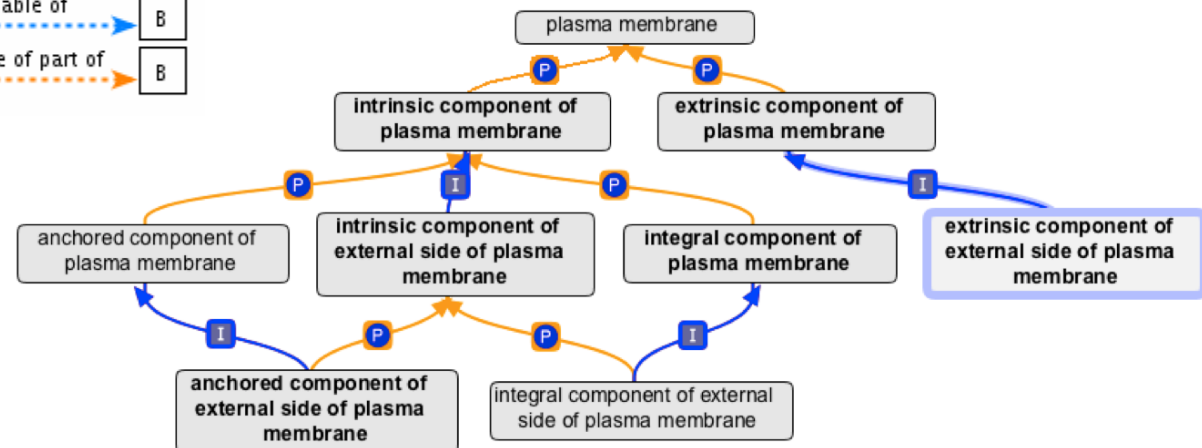 able of
B
e of part of
B
plasma membrane
P
P
intrinsic component of
plasma membrane
extrinsic component of
plasma membrane
P
I
P
I
anchored component of
plasma membrane
intrinsic component of
external side of plasma
membrane
integral component of
plasma membrane
extrinsic component of
external side of plasma
membrane
I
P
P
I
anchored component of
external side of plasma
membrane
integral component of external
side of plasma membrane